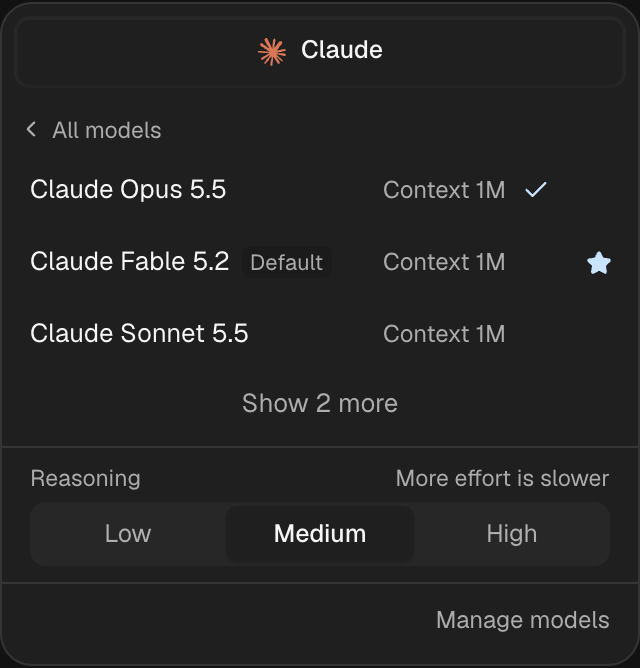 Claude
All models
Claude Opus 5.5 Context 1M
Claude Fable 5.2 Default Context 1M
Claude Sonnet 5.5 Context 1M
Show 2 more
Reasoning More effort is slower
Low Medium High
Manage models